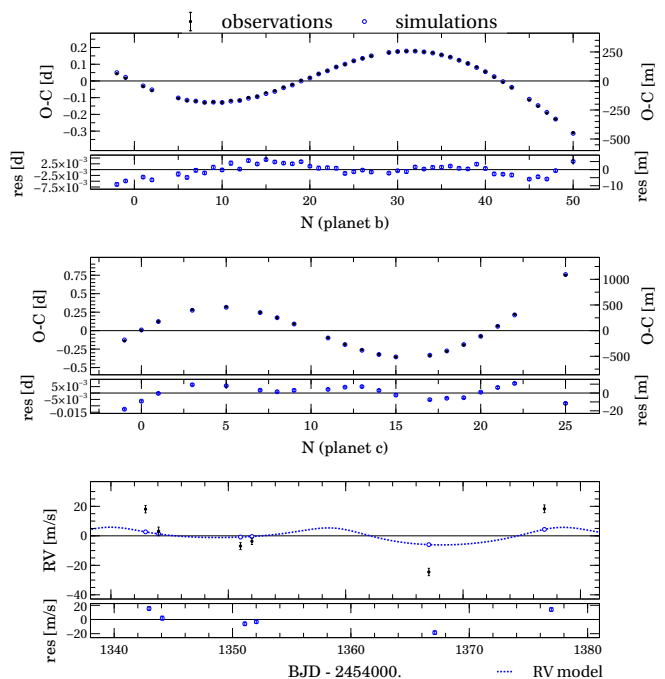 observations simulations
O-C [d]
0.2
0.1
0
−0.1
−0.2
−0.3
250
0
−250
−500
O-C [m]
res [d]
2.5×10⁻³
−2.5×10⁻³
−7.5×10⁻³
0
−10
res [m]
0 10 20 30 40 50
N (planet b)
O-C [d]
0.75
0.5
0.25
0
−0.25
−0.5
1000
500
0
−500
O-C [m]
res [d]
5×10⁻³
−5×10⁻³
−0.015
0
−20
res [m]
0 5 10 15 20 25
N (planet c)
RV [m/s]
20
0
−20
−40
res [m/s]
20
0
−20
1340 1350 1360 1370 1380
BJD - 2454000. RV model